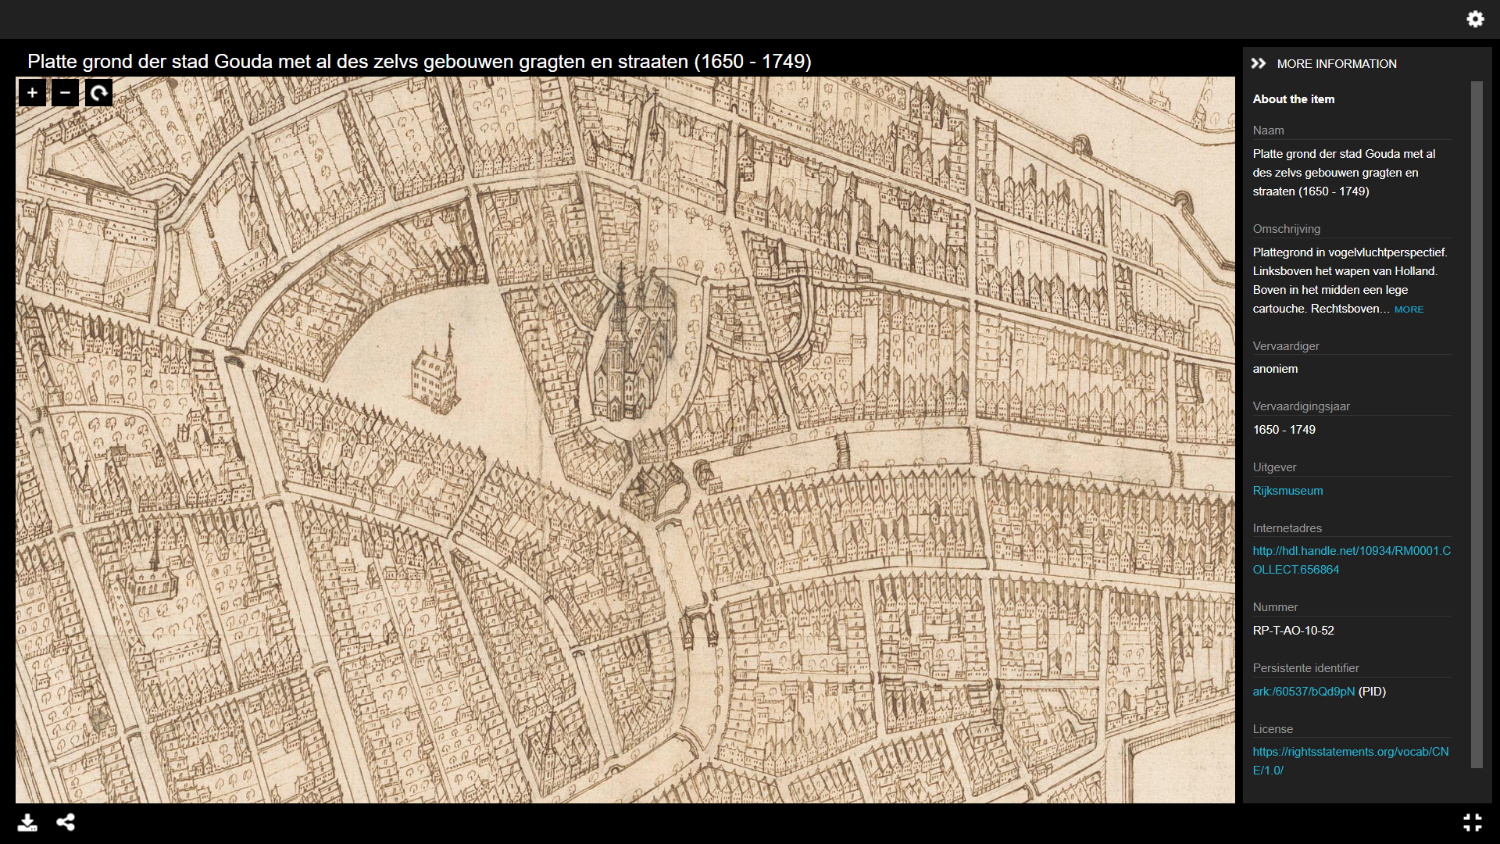 Platte grond der stad Gouda met al des zelvs gebouwen gragten en straaten (1650 - 1749)
MORE INFORMATION
About the item
Naam
Platte grond der stad Gouda met al
des zelvs gebouwen gragten en
straaten (1650 - 1749)
Omschrijving
Plattegrond in vogelvluchtperspectief.
Linksboven het wapen van Holland.
Boven in het midden een lege
cartouche. Rechtsboven... MORE
Vervaardiger
anoniem
Vervaardigingsjaar
1650 - 1749
Uitgever
Rijksmuseum
Internetadres
http://hdl.handle.net/10934/RM0001.C
OLLECT.656864
Nummer
RP-T-AO-10-52
Persistente identifier
ark:/60537/bQd9pN (PID)
License
https://rightsstatements.org/vocab/CN
E/1.0/